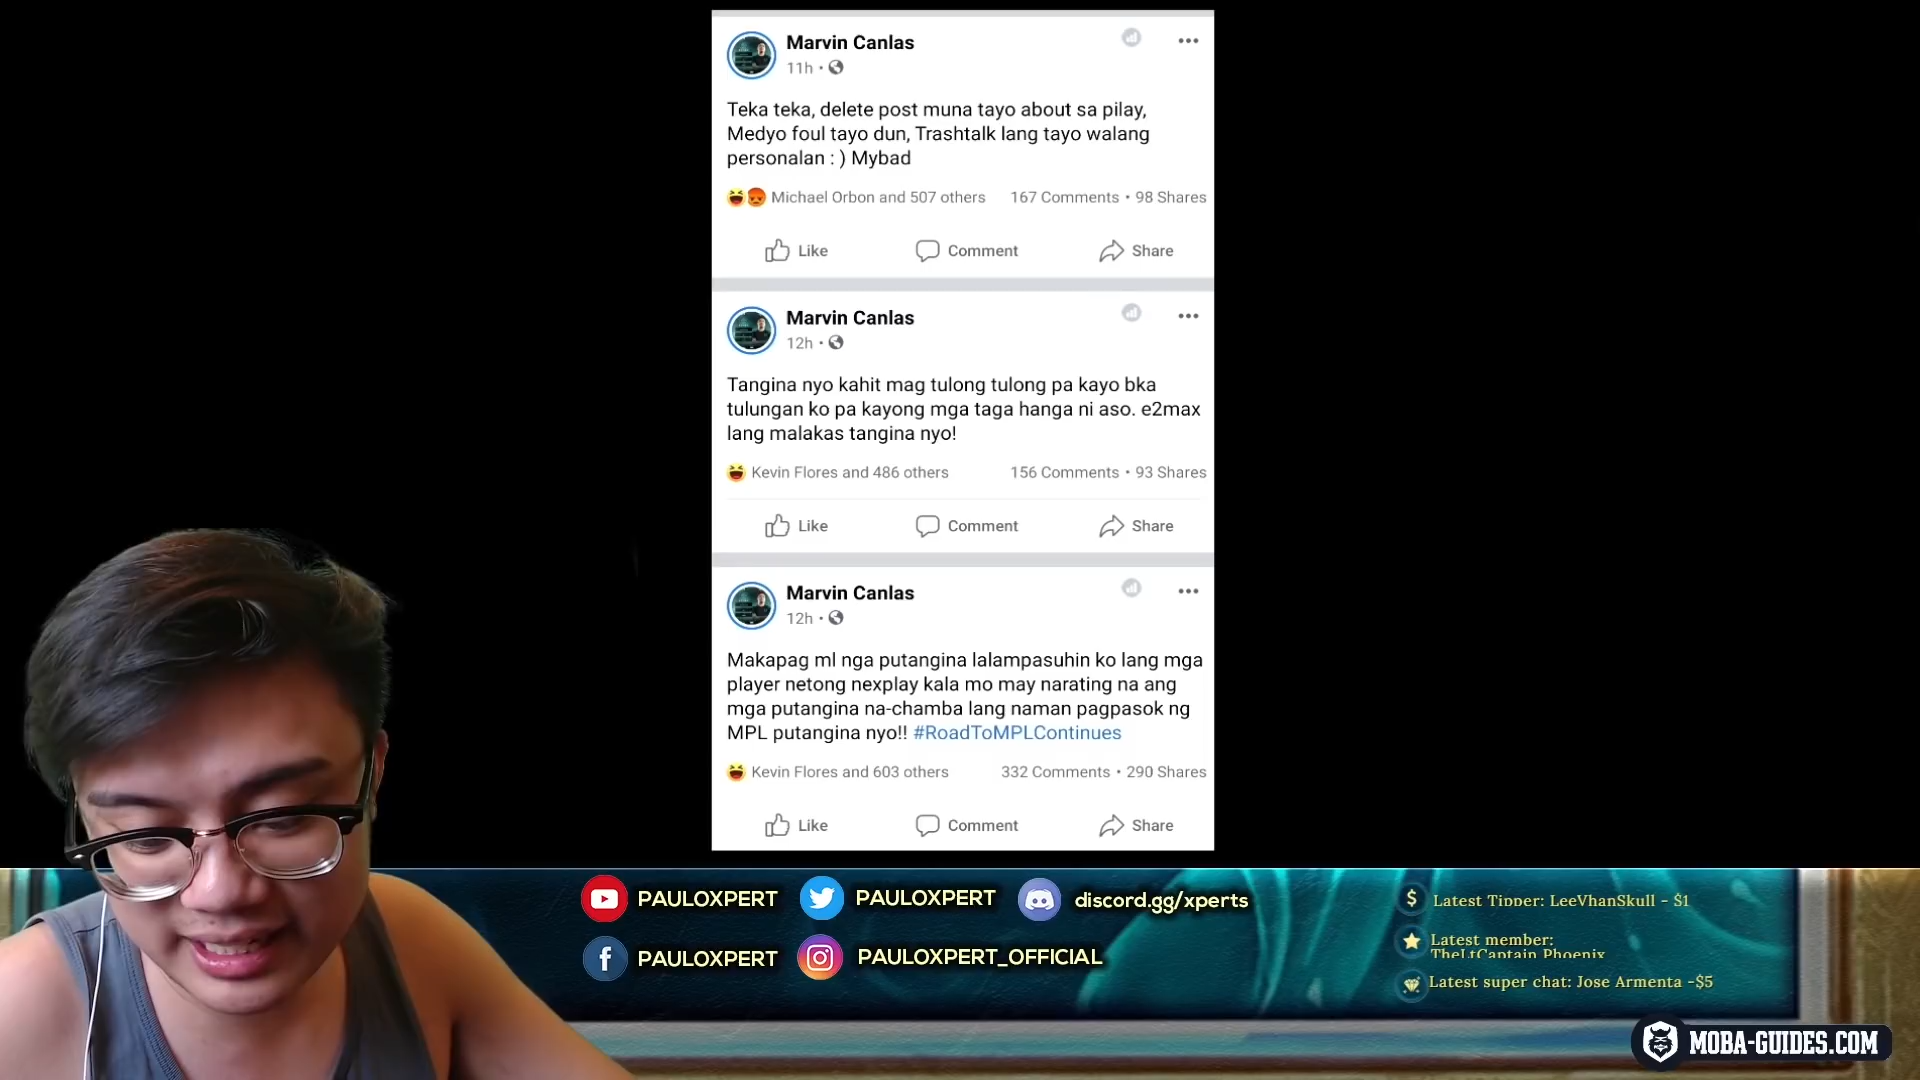 Marvin Canlas
11h •
Teka teka, delete post muna tayo about sa pilay,
Medyo foul tayo dun, Trashtalk lang tayo walang
personalan : ) Mybad
Michael Orbon and 507 others 167 Comments • 98 Shares
Like Comment Share
Marvin Canlas
12h •
Tangina nyo kahit mag tulong tulong pa kayo bka
tulungan ko pa kayong mga taga hanga ni aso. e2max
lang malakas tangina nyo!
Kevin Flores and 486 others 156 Comments • 93 Shares
Like Comment Share
Marvin Canlas
12h •
Makapag ml nga putangina lalampasuhin ko lang mga
player netong nexplay kala mo may narating na ang
mga putangina na-chamba lang naman pagpasok ng
MPL putangina nyo!! #RoadToMPLContinues
Kevin Flores and 603 others 332 Comments • 290 Shares
Like Comment Share
PAULOXPERT PAULOXPERT discord.gg/xperts
PAULOXPERT PAULOXPERT_OFFICIAL
Latest Tipper: LeeVhanSkull - $1
Latest member:
TheLtCaptain Phoenix
Latest super chat: Jose Armenta -$5
MOBA-GUIDES.COM